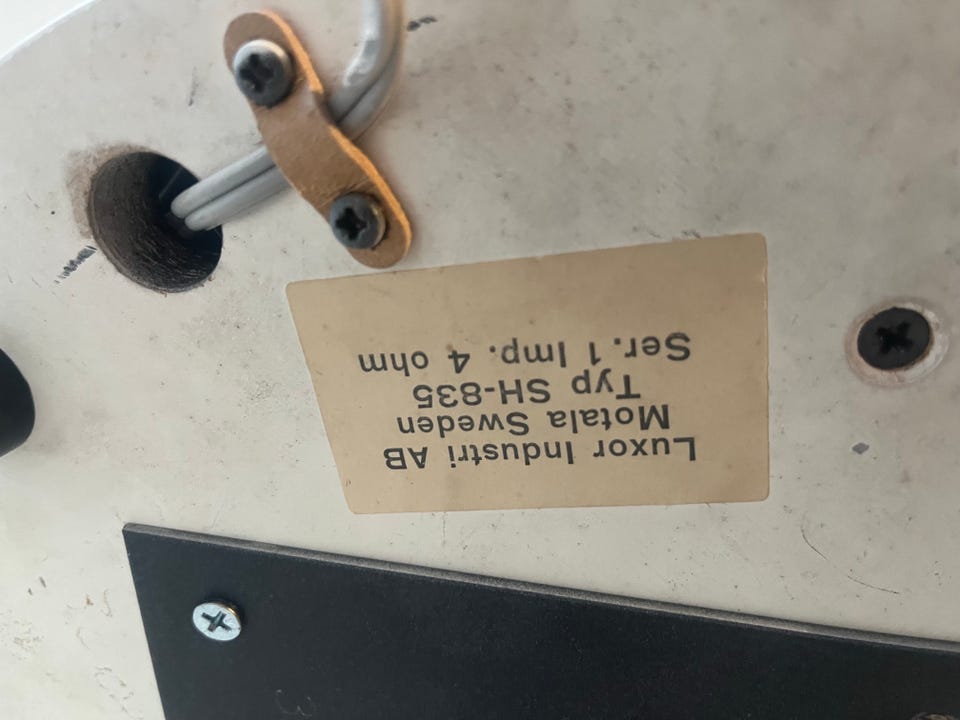 Luxor Industri AB
Motala Sweden
Typ SH-835
Ser. 1 Imp. 4 ohm